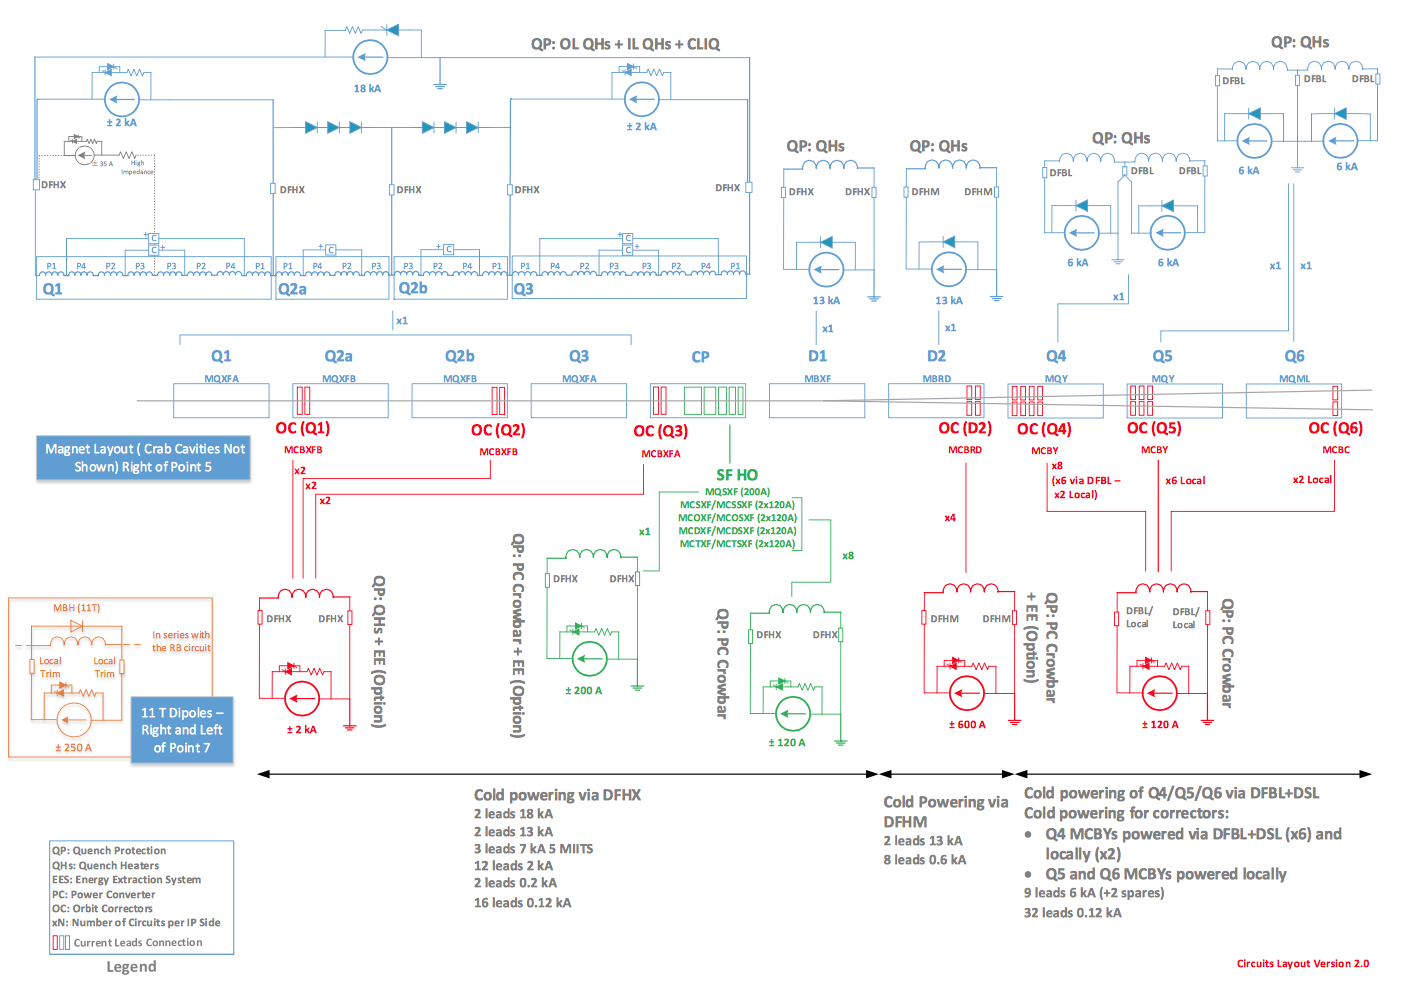 QP: OL QHs + IL QHs + CLIQ
QP: QHs
18 kA
± 2 kA
± 2 kA
± 35 A
High
Impedance
DFHX
DFHX
DFHX
DFHX
DFHX
+ C
+ C
+ C
+ C
+ C
+ C
P1 P4 P2 P3 P3 P2 P4 P1
P1 P4 P2 P3
P3 P2 P4 P1
P1 P4 P2 P3 P3 P2 P4 P1
Q1
Q2a
Q2b
Q3
x1
DFBL
DFBL
DFBL
6 kA
6 kA
QP: QHs
DFHX
DFHX
13 kA
x1
QP: QHs
DFHM
DFHM
13 kA
x1
QP: QHs
DFBL
DFBL
DFBL
6 kA
6 kA
x1
x1
x1
Q1 Q2a Q2b Q3 CP D1 D2 Q4 Q5 Q6
MQXFA MQXFB MQXFB MQXFA MBXF MBRD MQY MQY MQML
OC (Q1) OC (Q2) OC (Q3) OC (D2) OC (Q4) OC (Q5) OC (Q6)
MCBXFB MCBXFB MCBXFA MCBRD MCBY MCBY MCBC
Magnet Layout ( Crab Cavities Not
Shown) Right of Point 5
x2
x2
x2
SF HO
MQSXF (200A)
MCSXF/MCSSXF (2x120A)
MCOXF/MCOSXF (2x120A)
MCDXF/MCDSXF (2x120A)
MCTXF/MCTSXF (2x120A)
x1
x8
x4
x8
(x6 via DFBL –
x2 Local)
x6 Local
x2 Local
MBH (11T)
In series with
the RB circuit
Local
Trim
Local
Trim
± 250 A
11 T Dipoles –
Right and Left
of Point 7
DFHX
DFHX
± 2 kA
QP: QHs + EE (Option)
QP: PC Crowbar + EE (Option)
DFHX
DFHX
± 200 A
QP: PC Crowbar
DFHX
DFHX
± 120 A
DFHM
DFHM
± 600 A
QP: PC Crowbar
+ EE (Option)
DFBL/
Local
DFBL/
Local
± 120 A
QP: PC Crowbar
Cold powering via DFHX
2 leads 18 kA
2 leads 13 kA
3 leads 7 kA 5 MIITS
12 leads 2 kA
2 leads 0.2 kA
16 leads 0.12 kA
Cold Powering via
DFHM
2 leads 13 kA
8 leads 0.6 kA
Cold powering of Q4/Q5/Q6 via DFBL+DSL
Cold powering for correctors:
• Q4 MCBYs powered via DFBL+DSL (x6) and
locally (x2)
• Q5 and Q6 MCBYs powered locally
9 leads 6 kA (+2 spares)
32 leads 0.12 kA
QP: Quench Protection
QHs: Quench Heaters
EES: Energy Extraction System
PC: Power Converter
OC: Orbit Correctors
xN: Number of Circuits per IP Side
Current Leads Connection
Legend
Circuits Layout Version 2.0